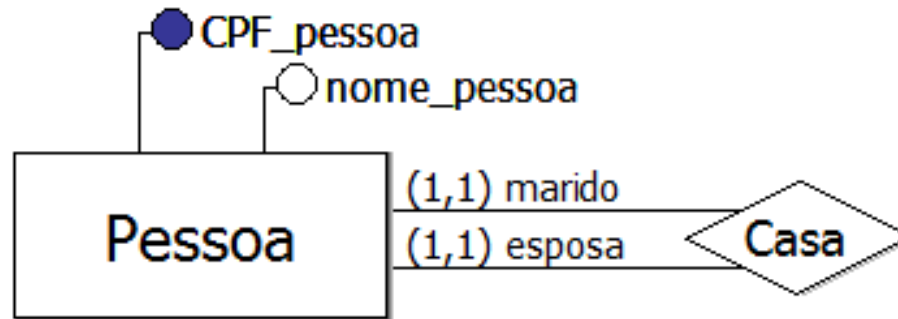 CPF_pessoa
nome_pessoa
Pessoa
(1,1) marido
(1,1) esposa
Casa